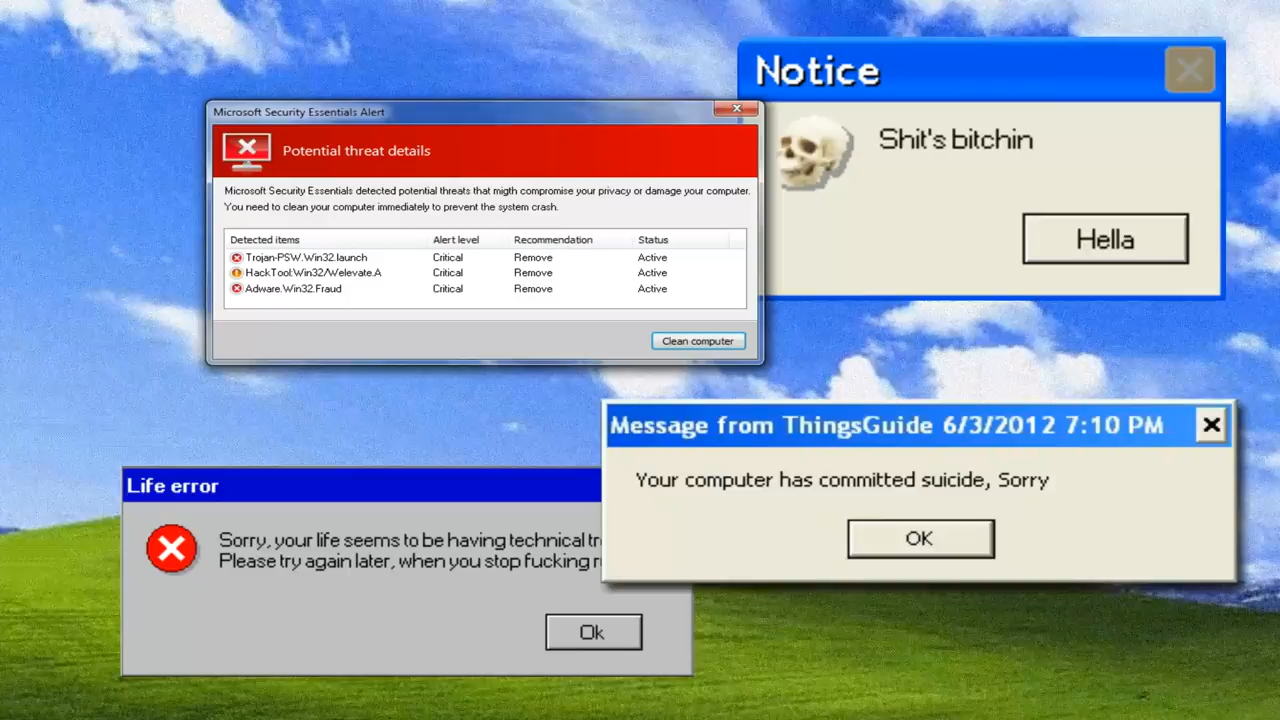 Notice
Shit's bitchin
Hella
Microsoft Security Essentials Alert
Potential threat details
Microsoft Security Essentials detected potential threats that migth compromise your privacy or damage your computer.
You need to clean your computer immediately to prevent the system crash.
Detected items Alert level Recommendation Status
Trojan-PSW.Win32.launch Critical Remove Active
HackTool:Win32/Welevate.A Critical Remove Active
Adware.Win32.Fraud Critical Remove Active
Clean computer
Message from ThingsGuide 6/3/2012 7:10 PM
Your computer has committed suicide, Sorry
OK
Life error
Sorry, your life seems to be having technical
Please try again later, when you stop fucking
Ok